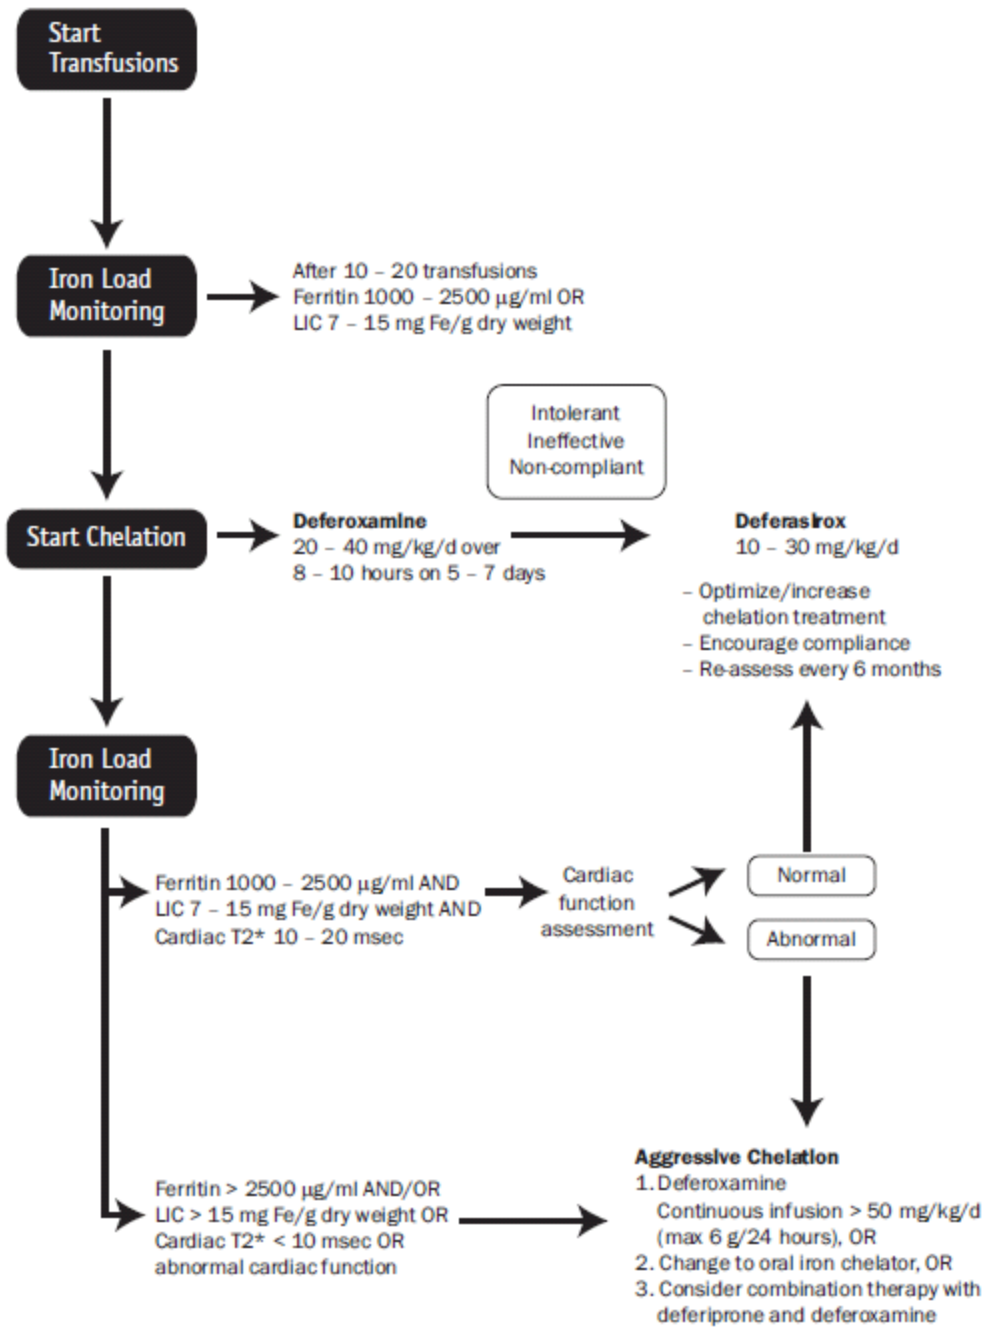 Start
Transfusions
Iron Load
Monitoring
After 10 – 20 transfusions
Ferritin 1000 – 2500 µg/ml OR
LIC 7 – 15 mg Fe/g dry weight
Intolerant
Ineffective
Non-compliant
Start Chelation
Deferoxamine
20 – 40 mg/kg/d over
8 – 10 hours on 5 – 7 days
Deferasirox
10 – 30 mg/kg/d
– Optimize/increase
chelation treatment
– Encourage compliance
– Re-assess every 6 months
Iron Load
Monitoring
Ferritin 1000 – 2500 µg/ml AND
LIC 7 – 15 mg Fe/g dry weight AND
Cardiac T2* 10 – 20 msec
Cardiac
function
assessment
Normal
Abnormal
Ferritin > 2500 µg/ml AND/OR
LIC > 15 mg Fe/g dry weight OR
Cardiac T2* < 10 msec OR
abnormal cardiac function
Aggressive Chelation
1. Deferoxamine
Continuous infusion > 50 mg/kg/d
(max 6 g/24 hours), OR
2. Change to oral iron chelator, OR
3. Consider combination therapy with
deferiprone and deferoxamine